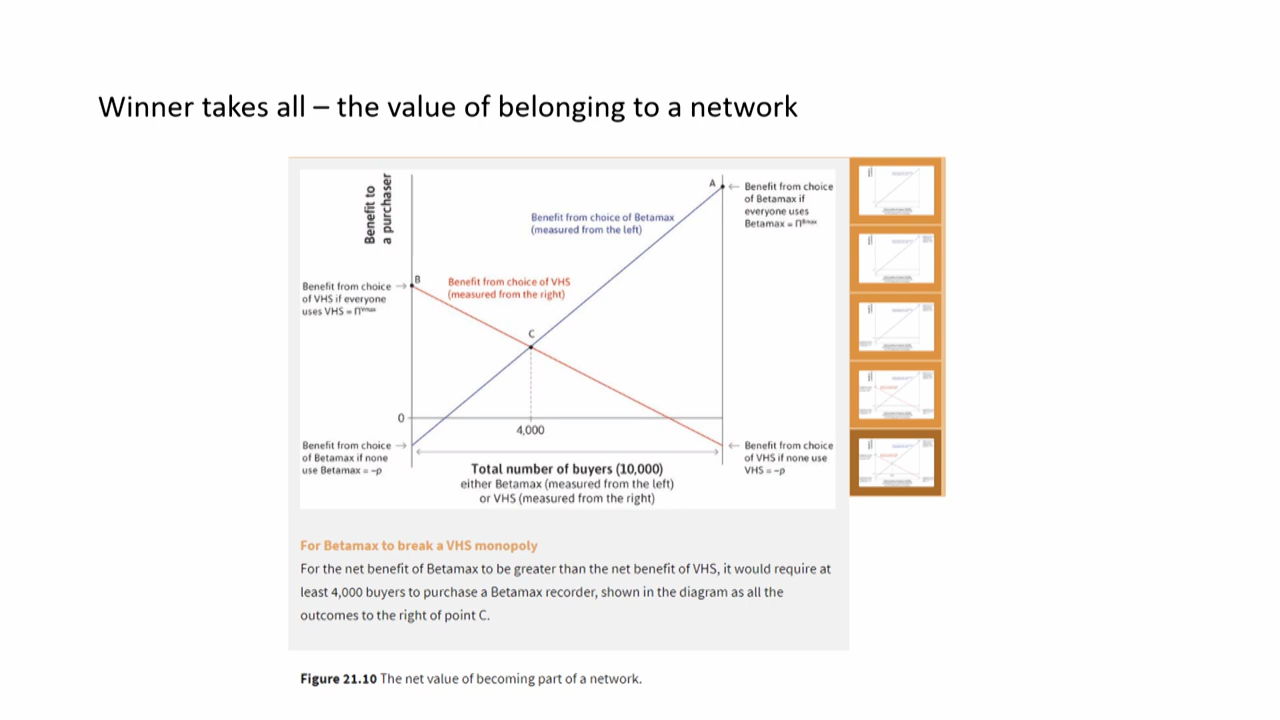 Winner takes all – the value of belonging to a network
Benefit to
a purchaser
A
← Benefit from choice
of Betamax if
everyone uses
Betamax =
Benefit from choice of Betamax
(measured from the left)
Benefit from choice →
of VHS if everyone
uses VHS =
B
Benefit from choice of VHS
(measured from the right)
C
0
4,000
Benefit from choice →
of Betamax if none
use Betamax = –p
← Benefit from choice
of VHS if none use
VHS = –p
Total number of buyers (10,000)
either Betamax (measured from the left)
or VHS (measured from the right)
For Betamax to break a VHS monopoly
For the net benefit of Betamax to be greater than the net benefit of VHS, it would require at
least 4,000 buyers to purchase a Betamax recorder, shown in the diagram as all the
outcomes to the right of point C.
Figure 21.10 The net value of becoming part of a network.